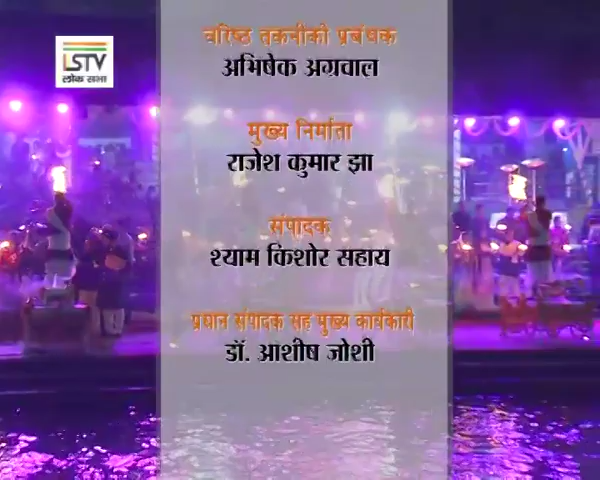 LSTV
लोक सभा
वरिष्ठ तकनीकी प्रबंधक
अभिषेक अग्रवाल
मुख्य निर्माता
राजेश कुमार झा
संपादक
श्याम किशोर सहाय
प्रधान संपादक सह मुख्य कार्यकारी
डॉ. आशीष जोशी